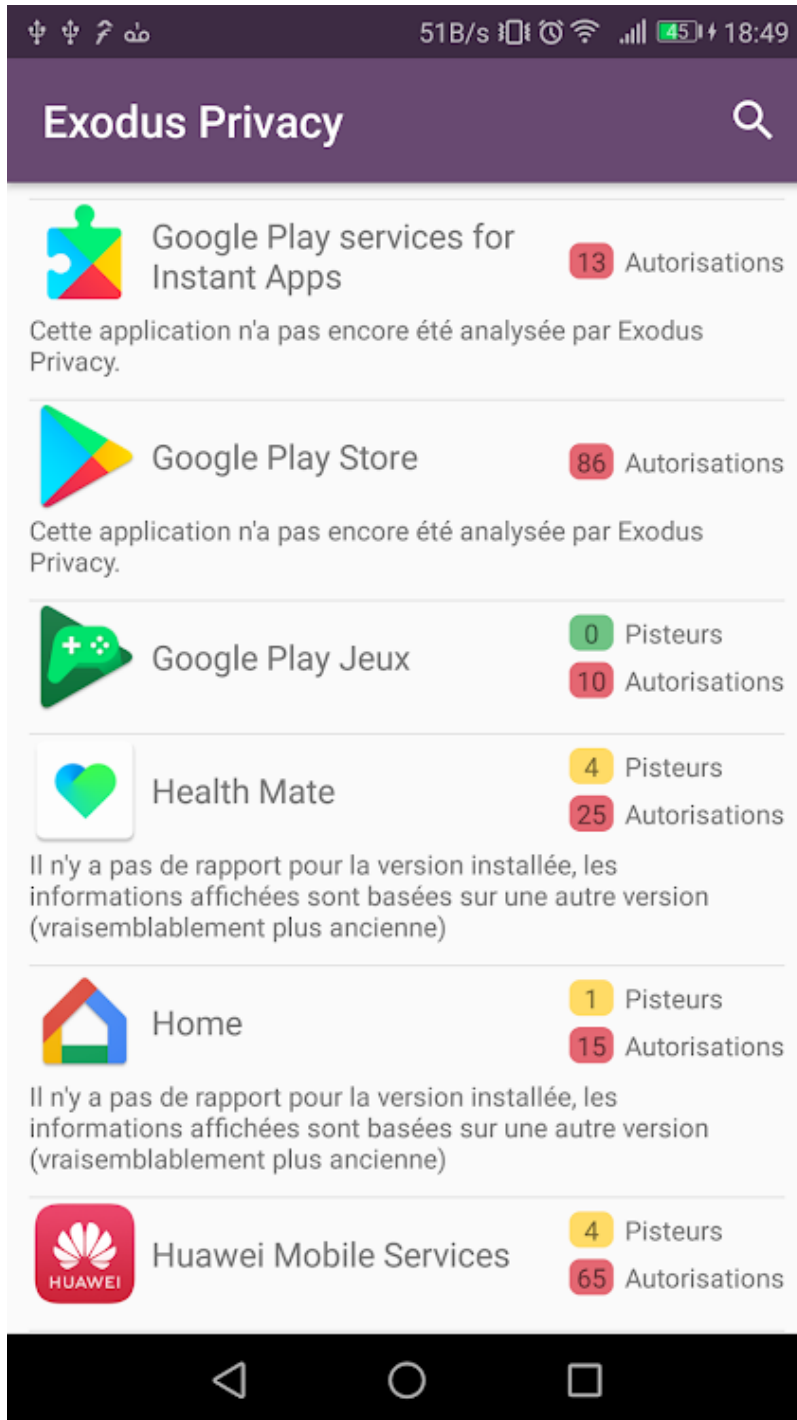 51B/s 45 18:49
Exodus Privacy
Google Play services for
Instant Apps
13 Autorisations
Cette application n'a pas encore été analysée par Exodus
Privacy.
Google Play Store
86 Autorisations
Cette application n'a pas encore été analysée par Exodus
Privacy.
Google Play Jeux
0 Pisteurs
10 Autorisations
Health Mate
4 Pisteurs
25 Autorisations
Il n'y a pas de rapport pour la version installée, les
informations affichées sont basées sur une autre version
(vraisemblablement plus ancienne)
Home
1 Pisteurs
15 Autorisations
Il n'y a pas de rapport pour la version installée, les
informations affichées sont basées sur une autre version
(vraisemblablement plus ancienne)
HUAWEI
Huawei Mobile Services
4 Pisteurs
65 Autorisations